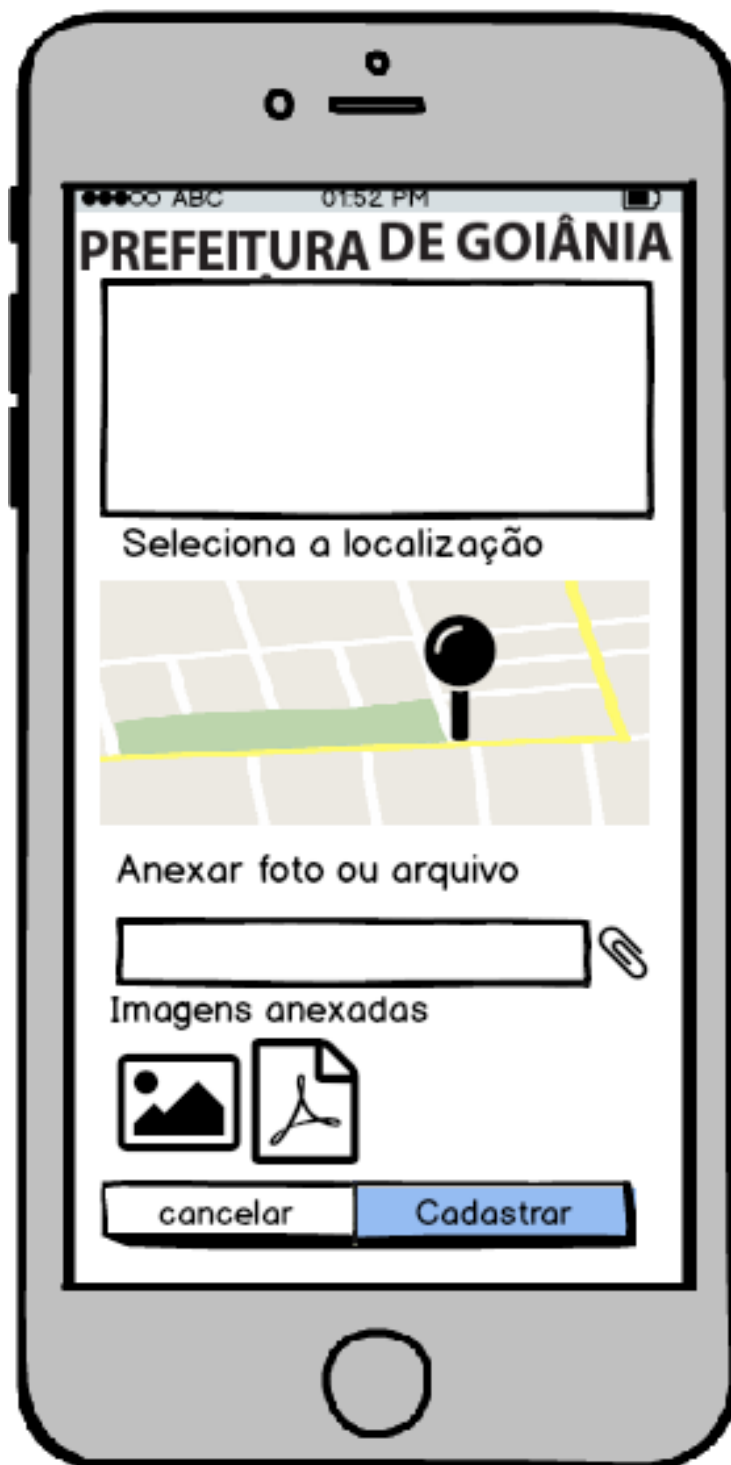 ABC 01:52 PM
PREFEITURA DE GOIÂNIA
Seleciona a localização
Anexar foto ou arquivo
Imagens anexadas
cancelar Cadastrar